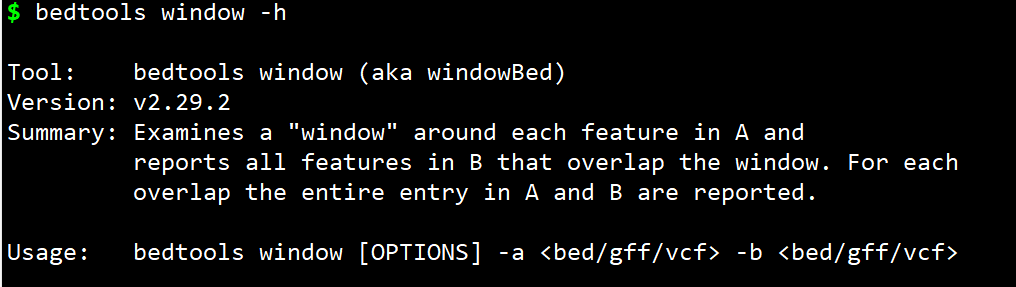 $ bedtools window -h
Tool:    bedtools window (aka windowBed)
Version: v2.29.2
Summary: Examines a "window" around each feature in A and
         reports all features in B that overlap the window. For each
         overlap the entire entry in A and B are reported.
Usage:   bedtools window [OPTIONS] -a <bed/gff/vcf> -b <bed/gff/vcf>